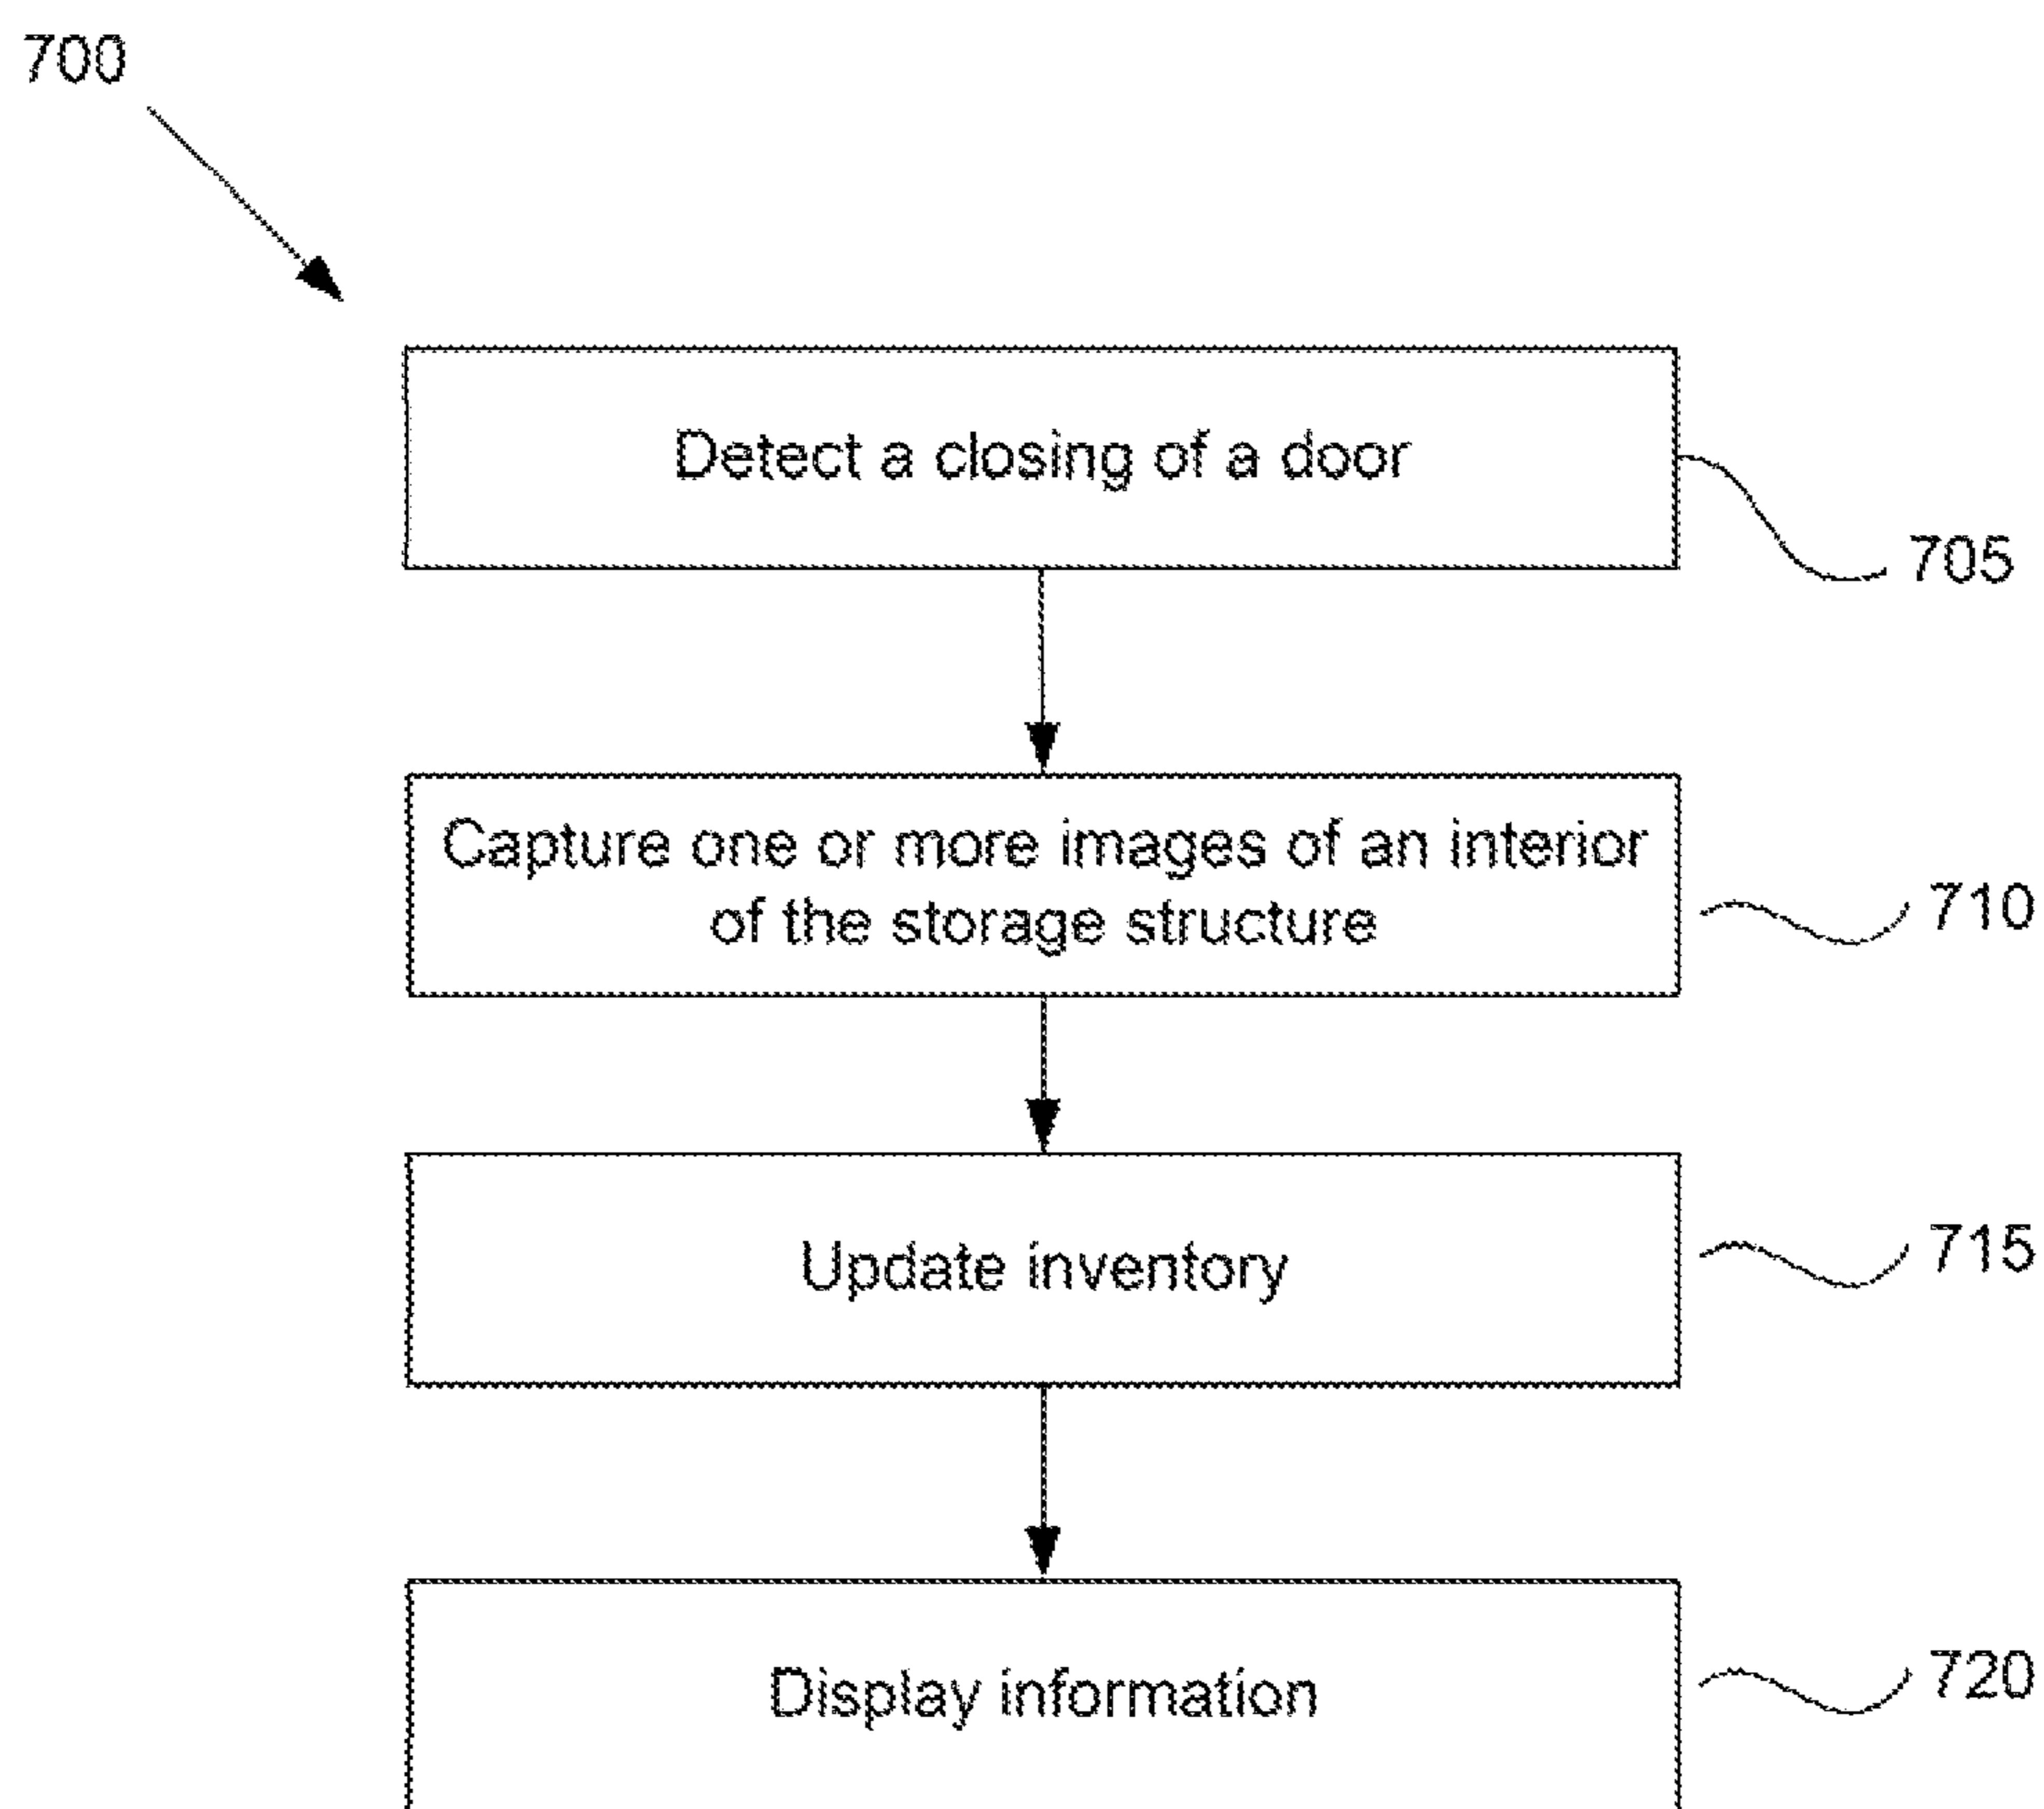 700
Detect a closing of a door
705
Capture one or more images of an interior
of the storage structure
710
Update inventory
715
Display information
720